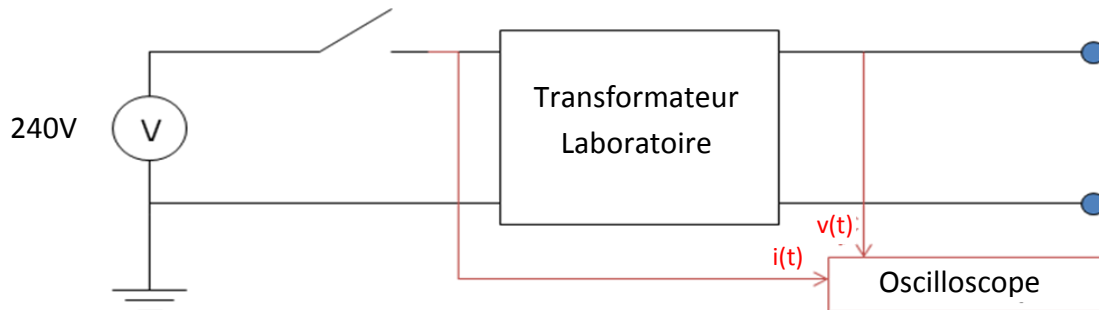 240V
V
Transformateur
Laboratoire
v(t)
i(t)
Oscilloscope